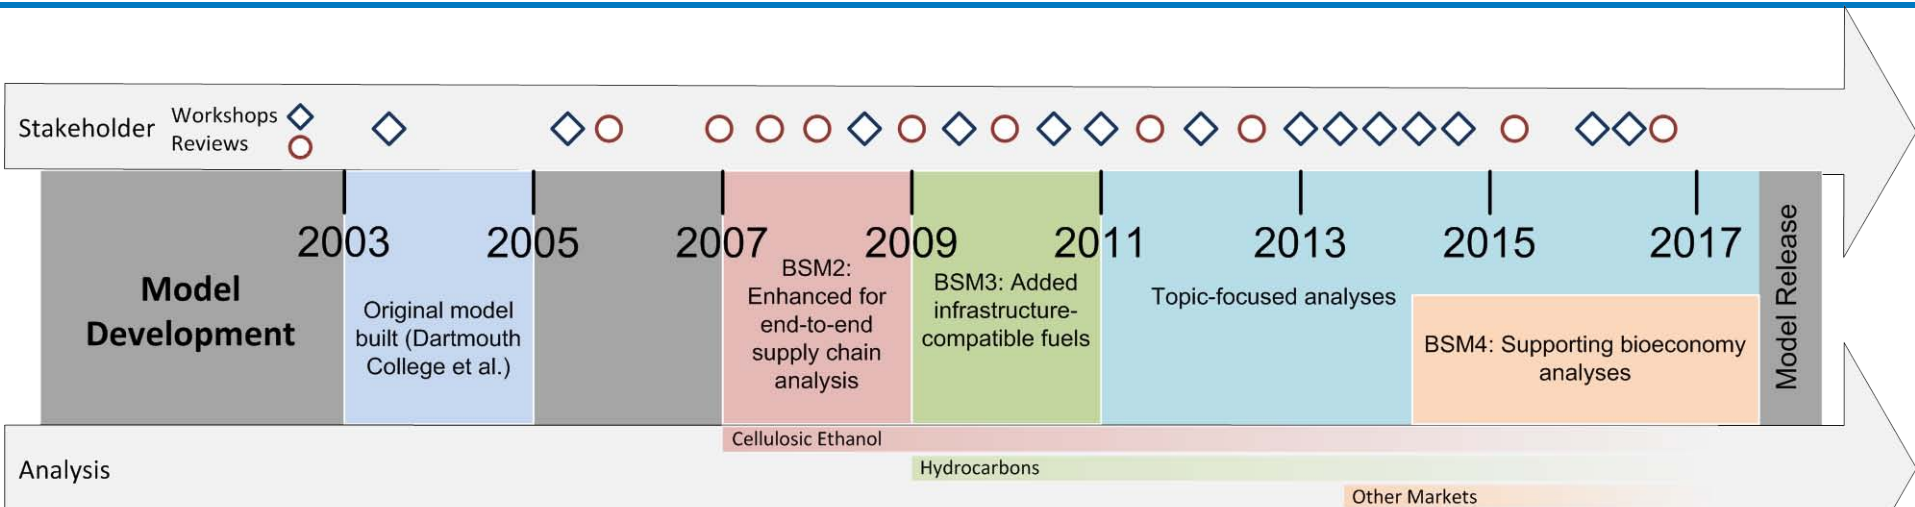 Stakeholder
Workshops
Reviews
2003
2005
2007
2009
2011
2013
2015
2017
Model
Development
Original model
built (Dartmouth
College et al.)
BSM2:
Enhanced for
end-to-end
supply chain
analysis
BSM3: Added
infrastructure-
compatible fuels
Topic-focused analyses
BSM4: Supporting bioeconomy
analyses
Model Release
Analysis
Cellulosic Ethanol
Hydrocarbons
Other Markets